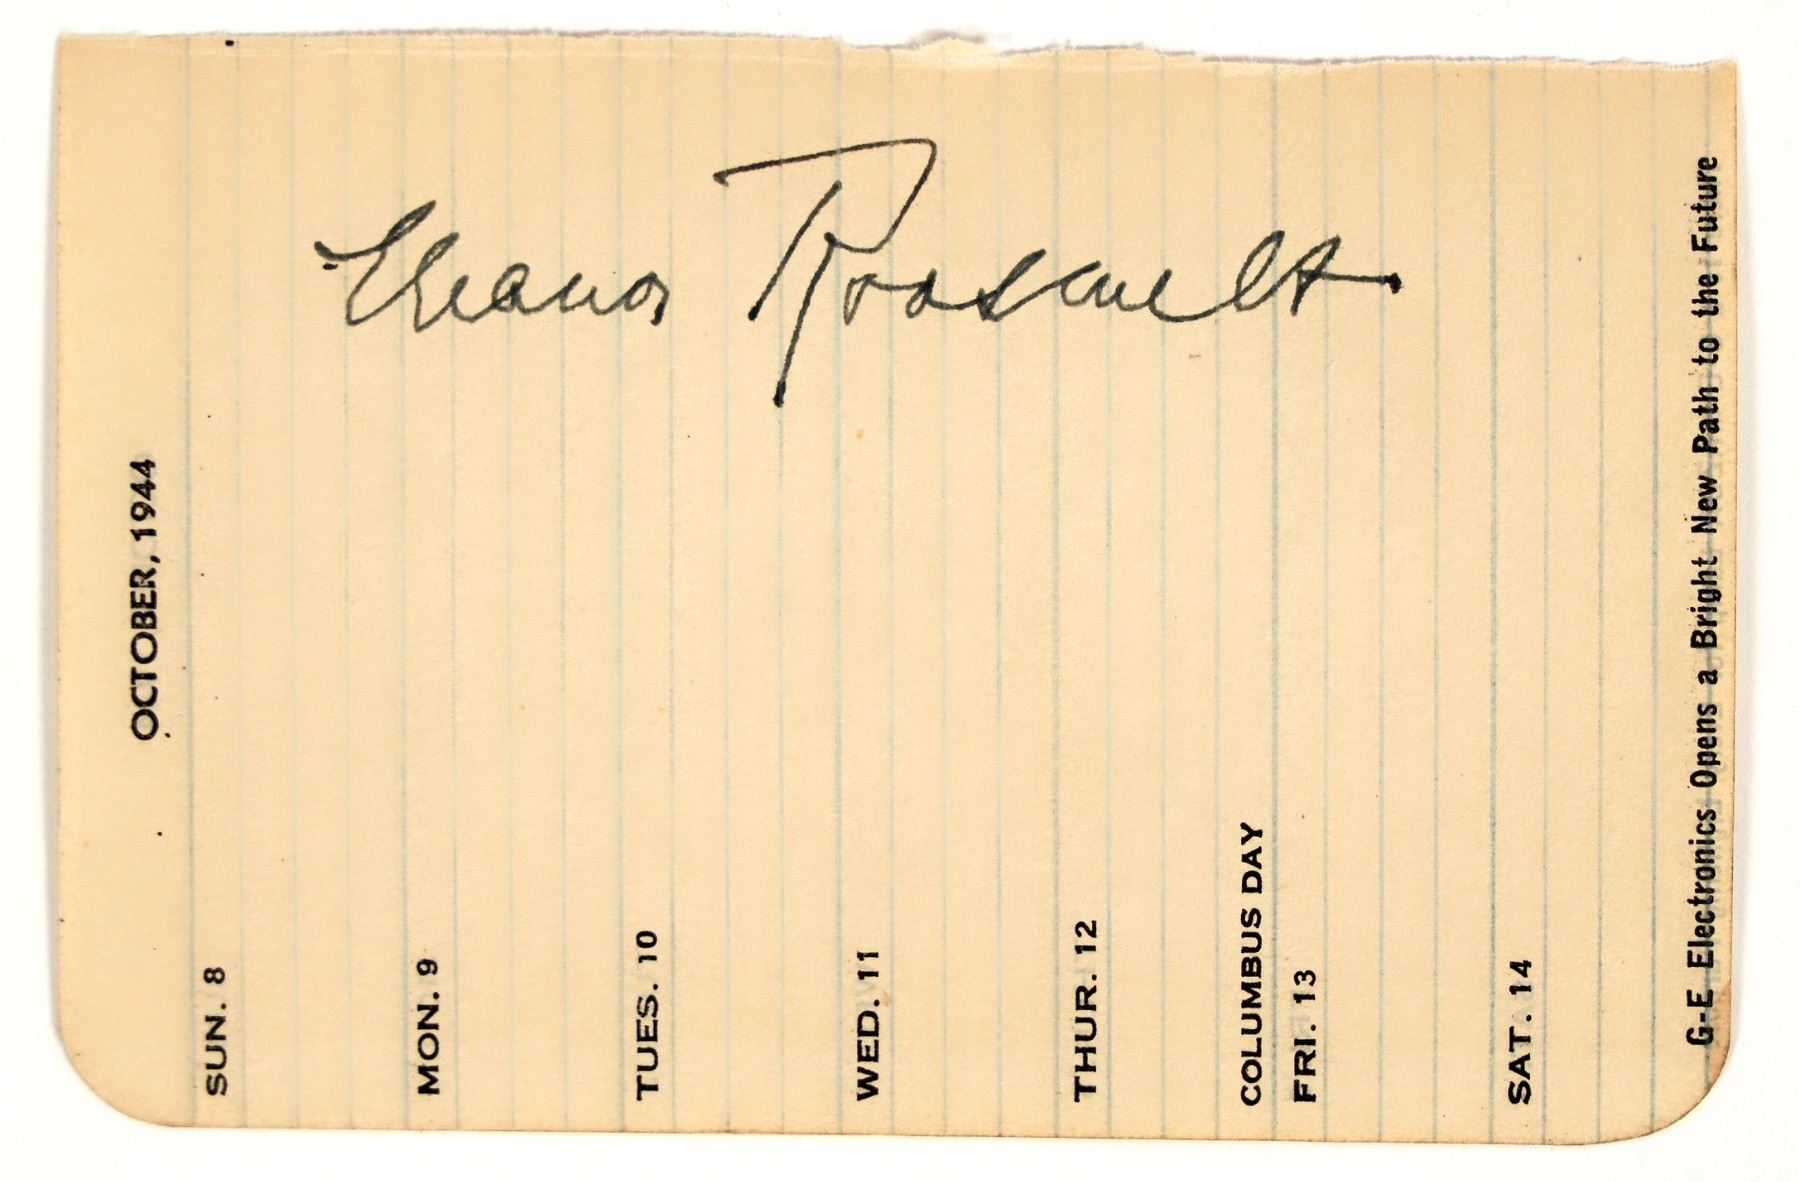 Eleanor Roosevelt
OCTOBER, 1944
SUN. 8
MON. 9
TUES. 10
WED. 11
THUR. 12
COLUMBUS DAY
FRI. 13
SAT. 14
G-E Electronics Opens a Bright New Path to the Future